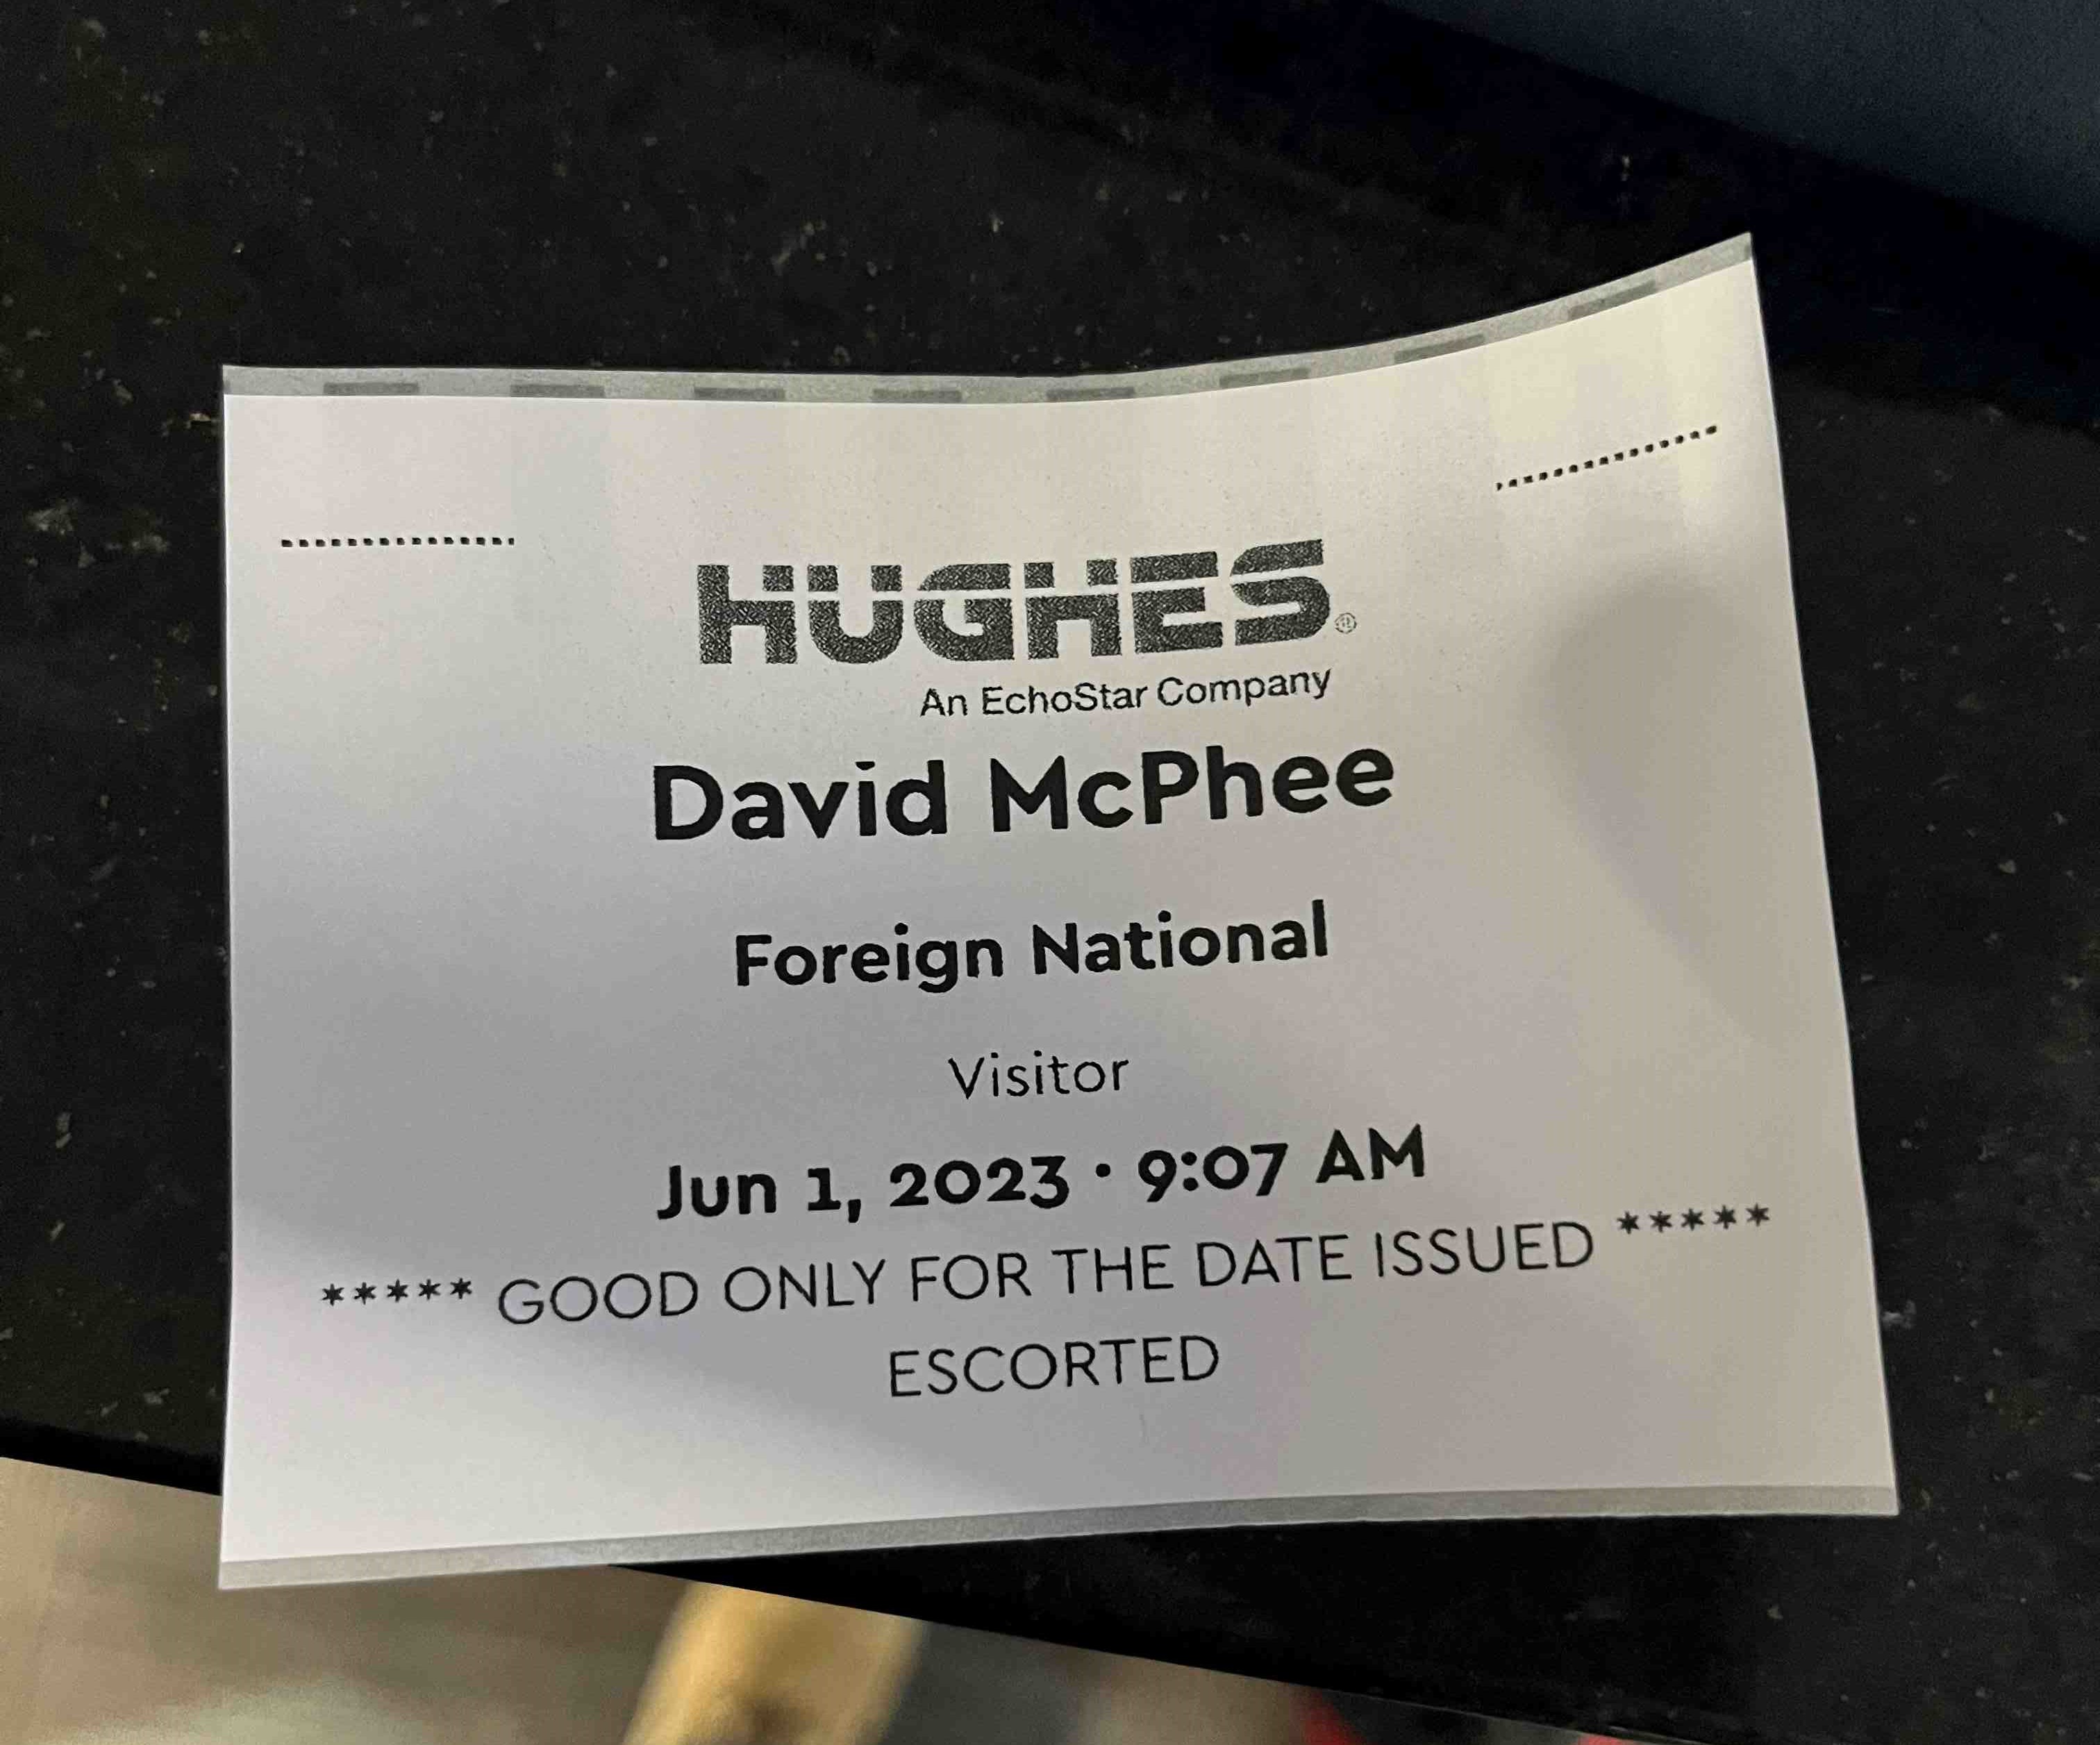 HUGHES®
An EchoStar Company
David McPhee
Foreign National
Visitor
Jun 1, 2023 · 9:07 AM
***** GOOD ONLY FOR THE DATE ISSUED *****
ESCORTED